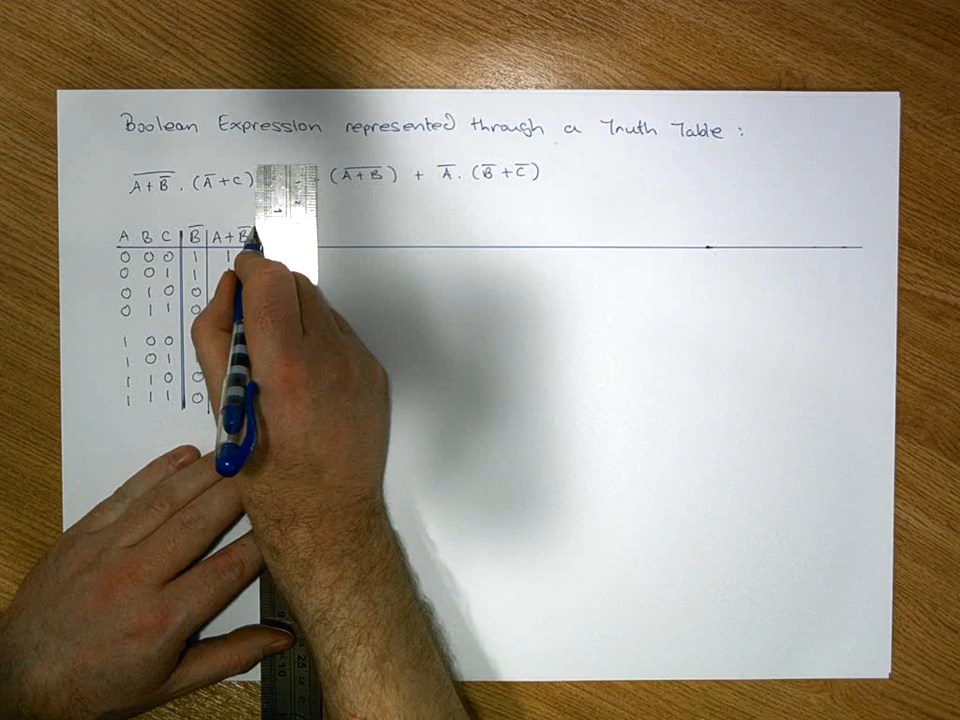 Boolean Expression represented through a Truth Table :
A̅+̅B̅̅ . (A̅+C) (A̅+̅B̅) + A̅ . (B̅+C̅)
A B C B̅ A+B̅
0 0 0 1 1
0 0 1 1
0 1 0 0
0 1 1 0
1 0 0
1 0 1
1 1 0 0
1 1 1 0